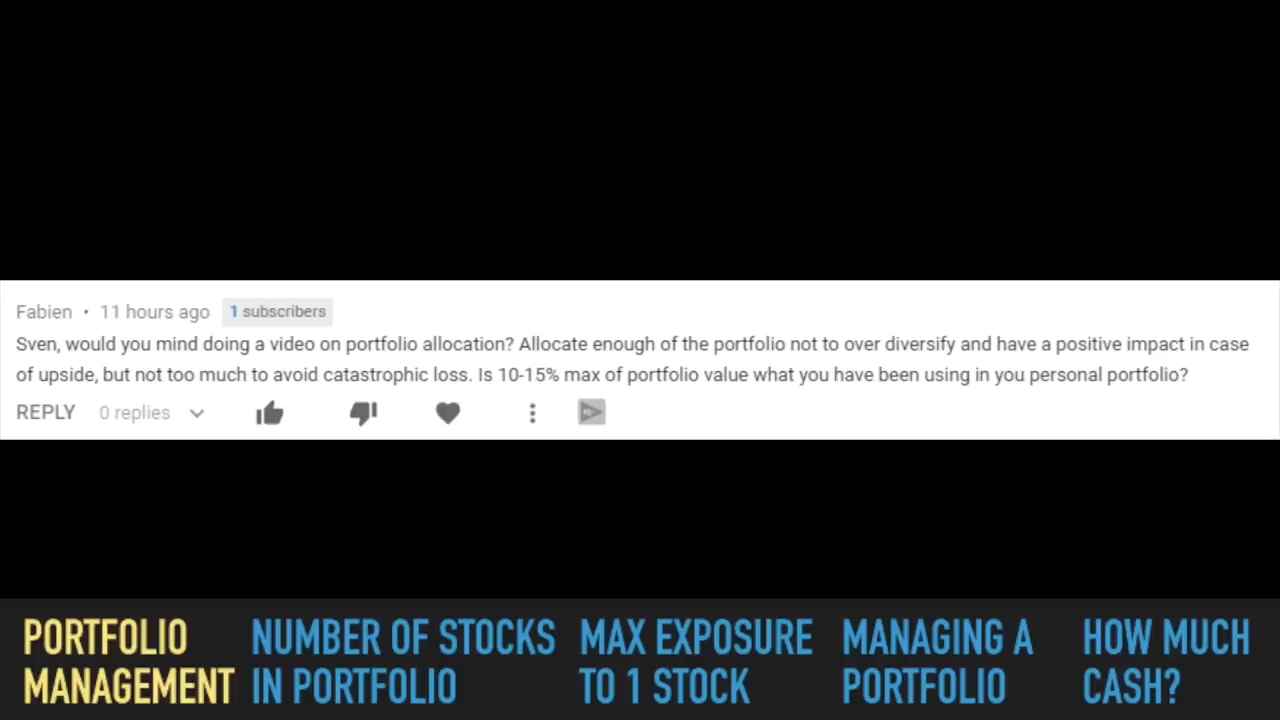 Fabien • 11 hours ago 1 subscribers
Sven, would you mind doing a video on portfolio allocation? Allocate enough of the portfolio not to over diversify and have a positive impact in case
of upside, but not too much to avoid catastrophic loss. Is 10-15% max of portfolio value what you have been using in you personal portfolio?
REPLY 0 replies
PORTFOLIO
MANAGEMENT
NUMBER OF STOCKS
IN PORTFOLIO
MAX EXPOSURE
TO 1 STOCK
MANAGING A
PORTFOLIO
HOW MUCH
CASH?